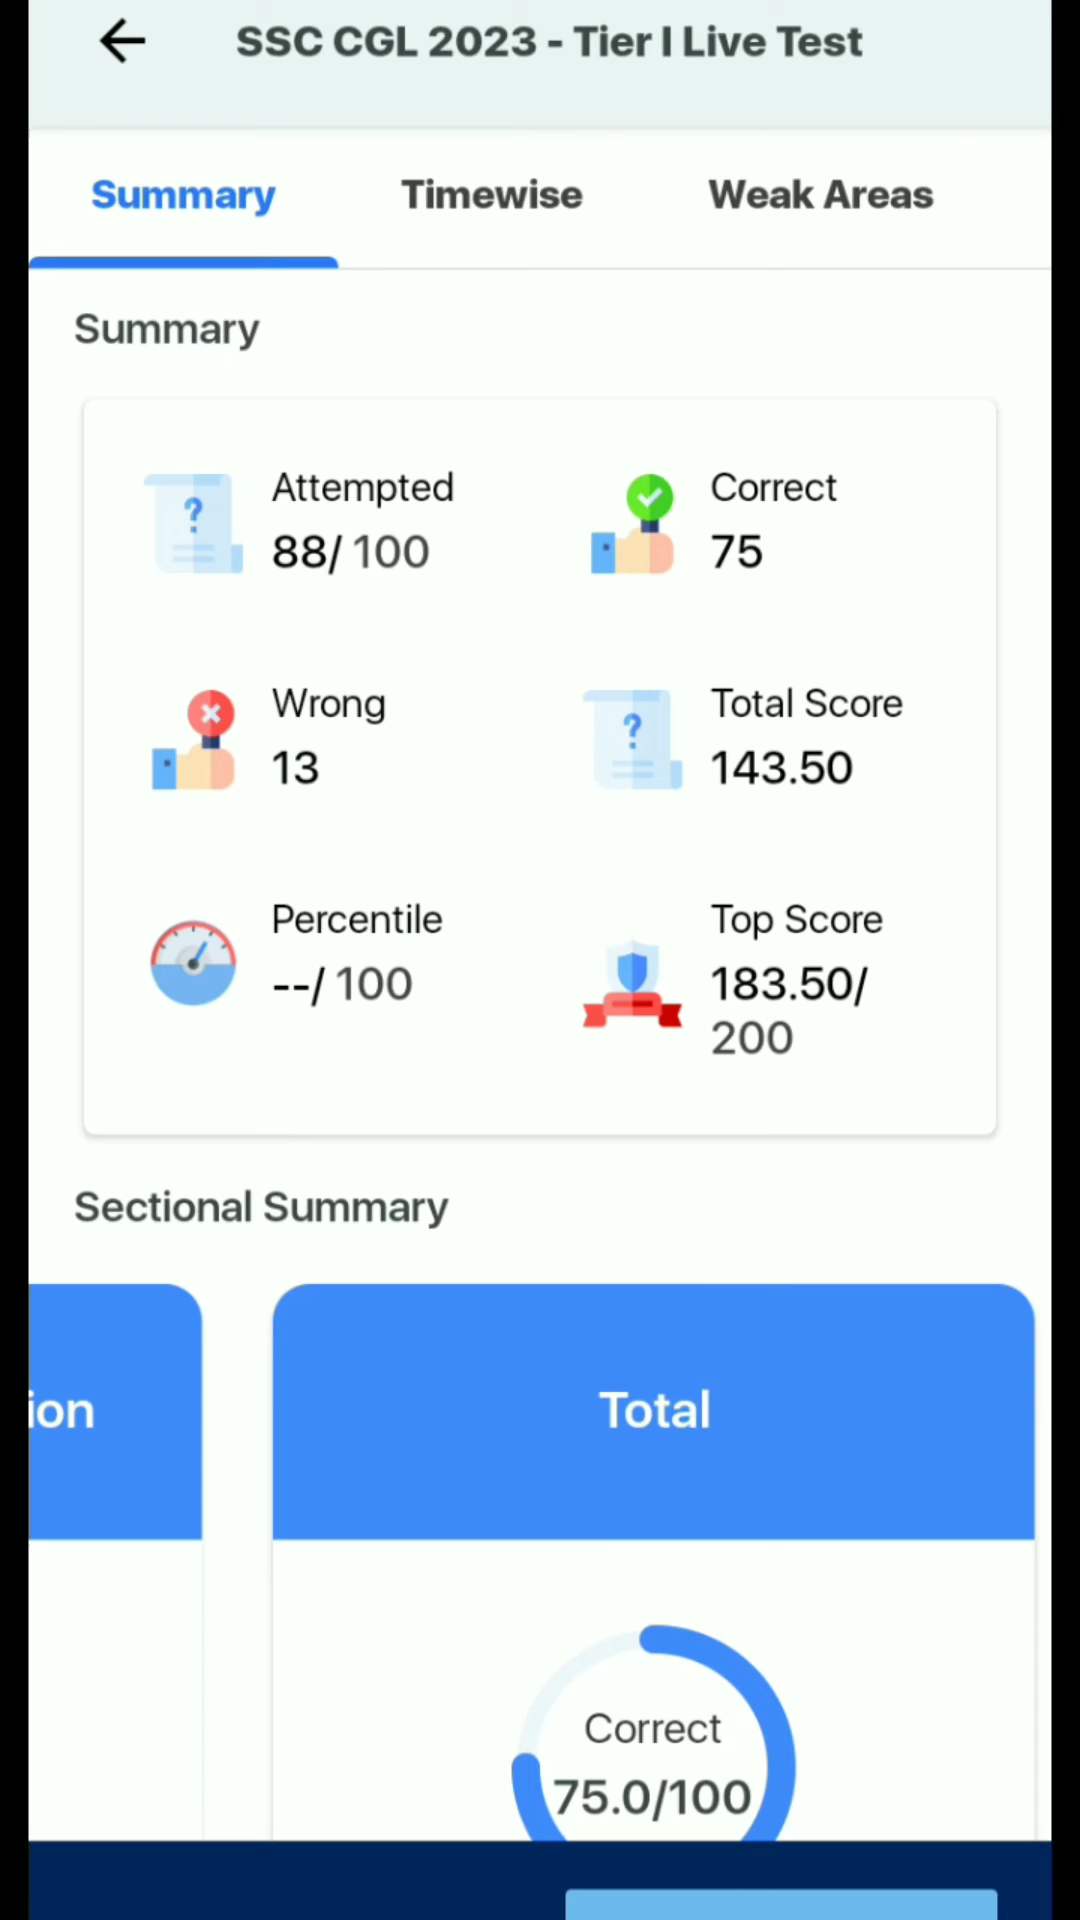 SSC CGL 2023 - Tier I Live Test
Summary
Timewise
Weak Areas
Summary
Attempted
88/ 100
Correct
75
Wrong
13
Total Score
143.50
Percentile
--/ 100
Top Score
183.50/
200
Sectional Summary
ion
Total
Correct
75.0/100